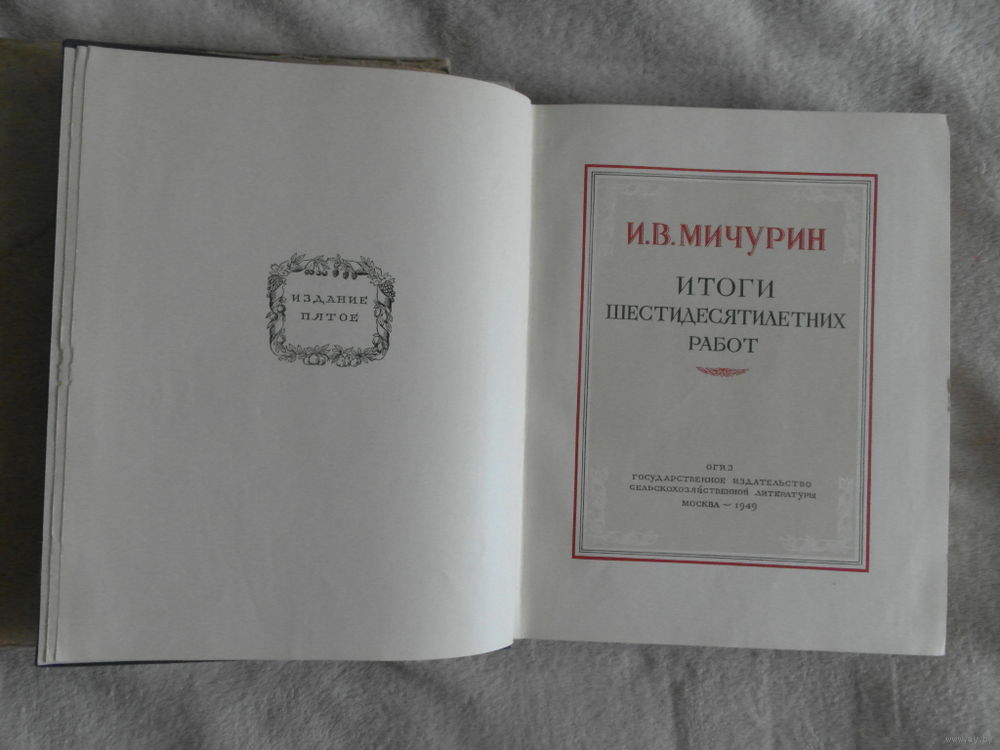 ИЗДАНИЕ
ПЯТОЕ
И.В. МИЧУРИН
ИТОГИ
ШЕСТИДЕСЯТИЛЕТНИХ
РАБОТ
ОГИЗ
ГОСУДАРСТВЕННОЕ ИЗДАТЕЛЬСТВО
СЕЛЬСКОХОЗЯЙСТВЕННОЙ ЛИТЕРАТУРЫ
МОСКВА — 1949